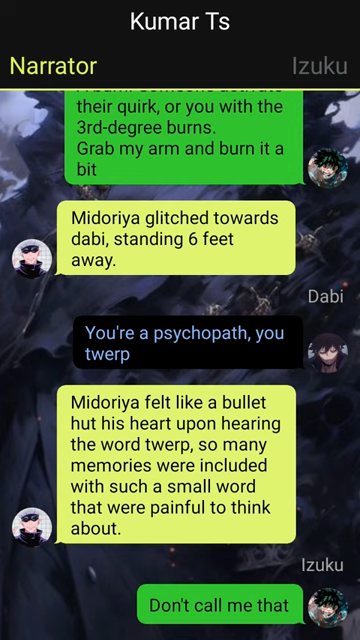 Kumar Ts
Narrator
Izuku
their quirk, or you with the
3rd-degree burns.
Grab my arm and burn it a
bit
Midoriya glitched towards
dabi, standing 6 feet
away.
Dabi
You're a psychopath, you
twerp
Midoriya felt like a bullet
hut his heart upon hearing
the word twerp, so many
memories were included
with such a small word
that were painful to think
about.
Izuku
Don't call me that